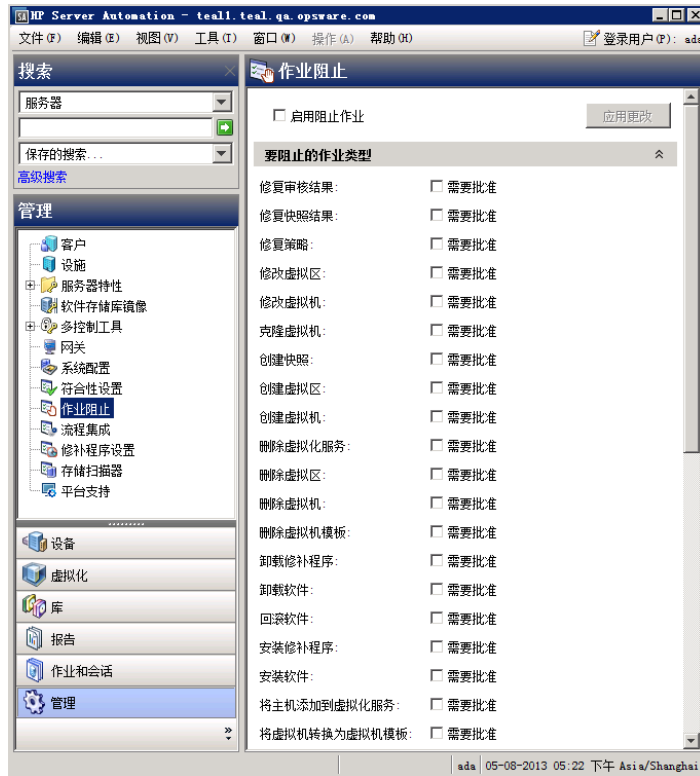 HP Server Automation - teal1.teal.qa.opsware.com
文件(F) 编辑(E) 视图(V) 工具(T) 窗口(W) 操作(A) 帮助(H) 登录用户(P): ada
搜索
服务器
保存的搜索...
高级搜索
管理
客户
设施
服务器特性
软件存储库镜像
多控制工具
网关
系统配置
符合性设置
作业阻止
流程集成
修补程序设置
存储扫描器
平台支持
设备
虚拟化
库
报告
作业和会话
管理
作业阻止
启用阻止作业 应用更改
要阻止的作业类型
修复审核结果: 需要批准
修复快照结果: 需要批准
修复策略: 需要批准
修改虚拟区: 需要批准
修改虚拟机: 需要批准
克隆虚拟机: 需要批准
创建快照: 需要批准
创建虚拟区: 需要批准
创建虚拟机: 需要批准
删除虚拟化服务: 需要批准
删除虚拟区: 需要批准
删除虚拟机: 需要批准
删除虚拟机模板: 需要批准
卸载修补程序: 需要批准
卸载软件: 需要批准
回滚软件: 需要批准
安装修补程序: 需要批准
安装软件: 需要批准
将主机添加到虚拟化服务: 需要批准
将虚拟机转换为虚拟机模板: 需要批准
ada 05-08-2013 05:22 下午 Asia/Shanghai